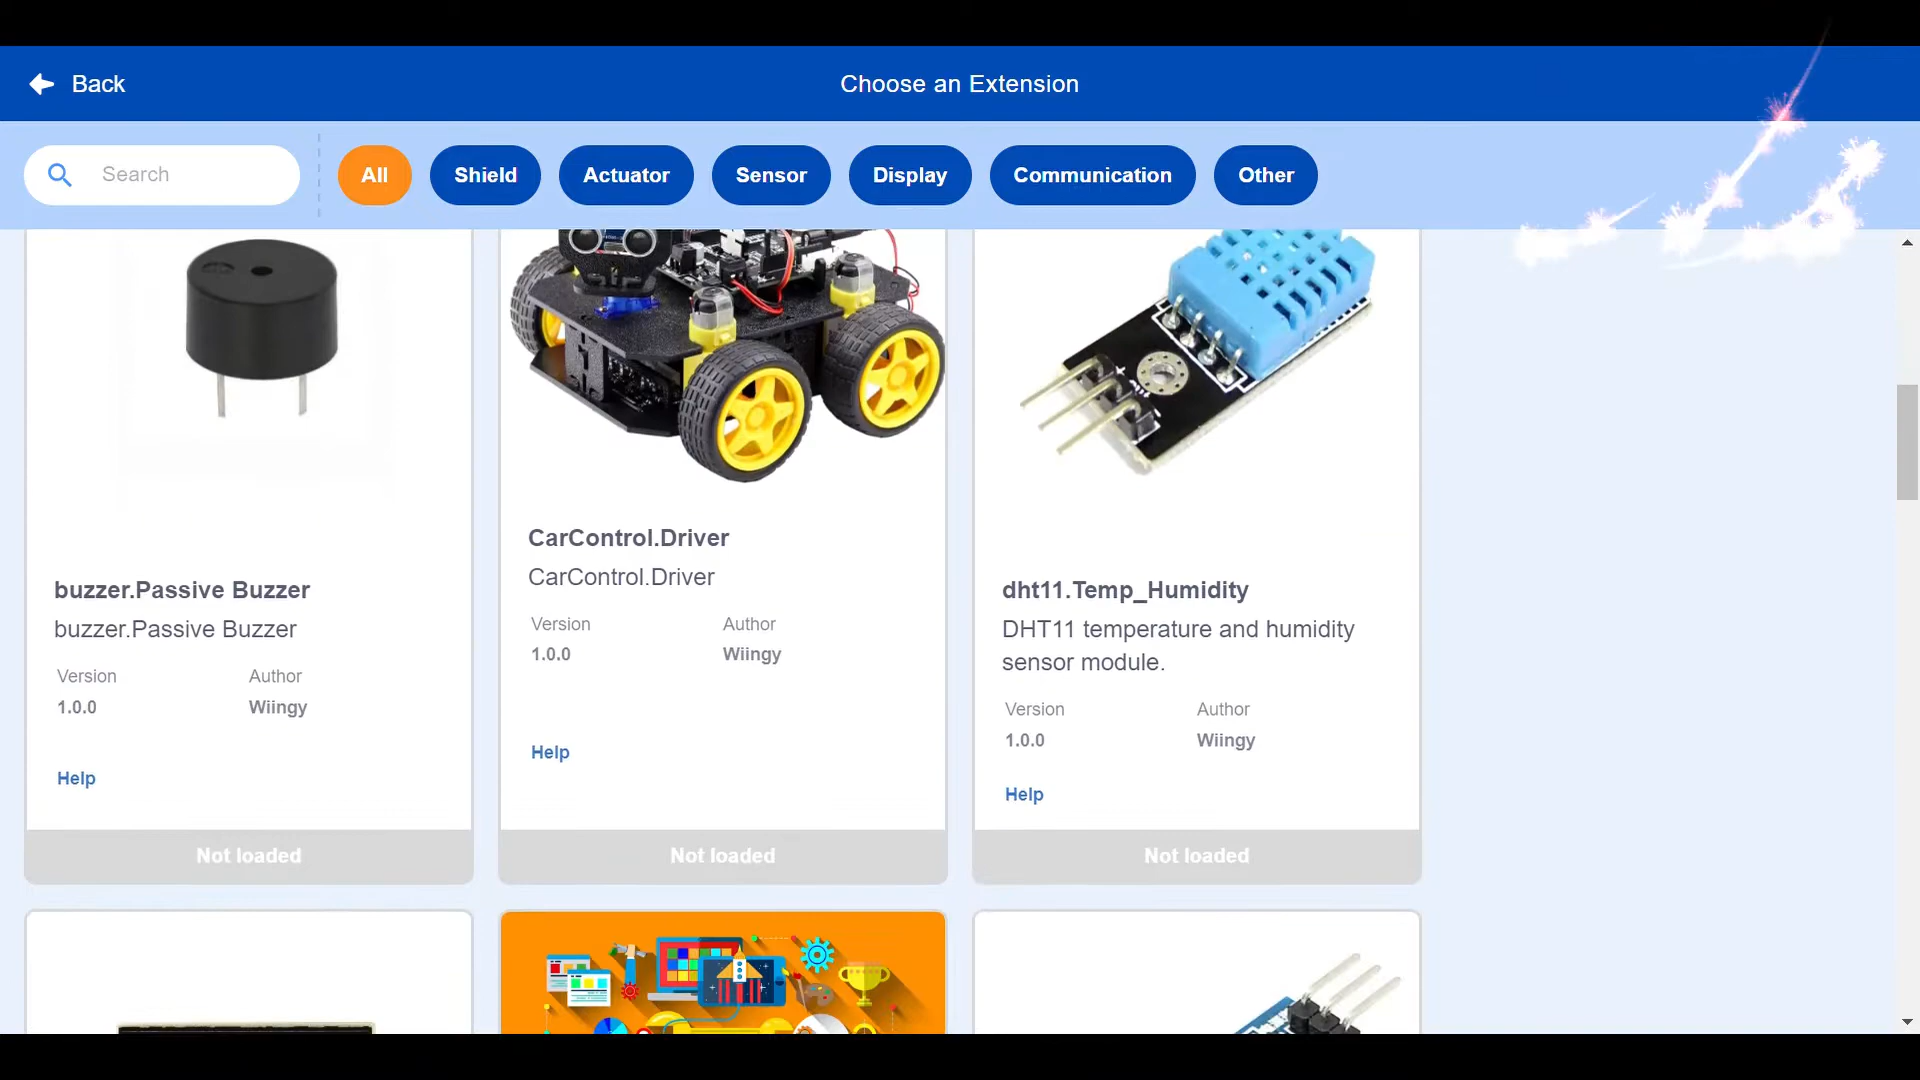 Back
Choose an Extension
Search
All
Shield
Actuator
Sensor
Display
Communication
Other
buzzer.Passive Buzzer
buzzer.Passive Buzzer
Version Author
1.0.0 Wiingy
Help
Not loaded
CarControl.Driver
CarControl.Driver
Version Author
1.0.0 Wiingy
Help
Not loaded
dht11.Temp_Humidity
DHT11 temperature and humidity
sensor module.
Version Author
1.0.0 Wiingy
Help
Not loaded